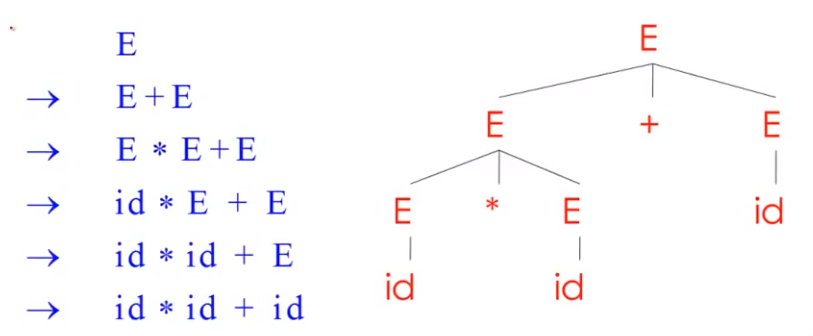 E
→ E + E
→ E * E + E
→ id * E + E
→ id * id + E
→ id * id + id
E
E + E
E * E id
id id